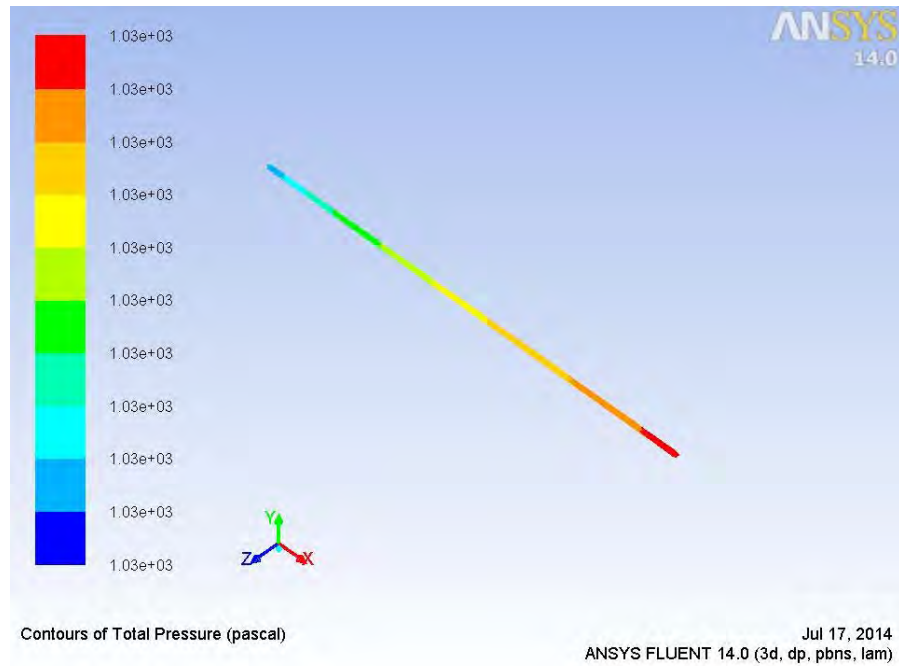 ANSYS
14.0
1.03e+03
1.03e+03
1.03e+03
1.03e+03
1.03e+03
1.03e+03
1.03e+03
1.03e+03
1.03e+03
1.03e+03
1.03e+03
Y
Z
X
Contours of Total Pressure (pascal)
Jul 17, 2014
ANSYS FLUENT 14.0 (3d, dp, pbns, lam)